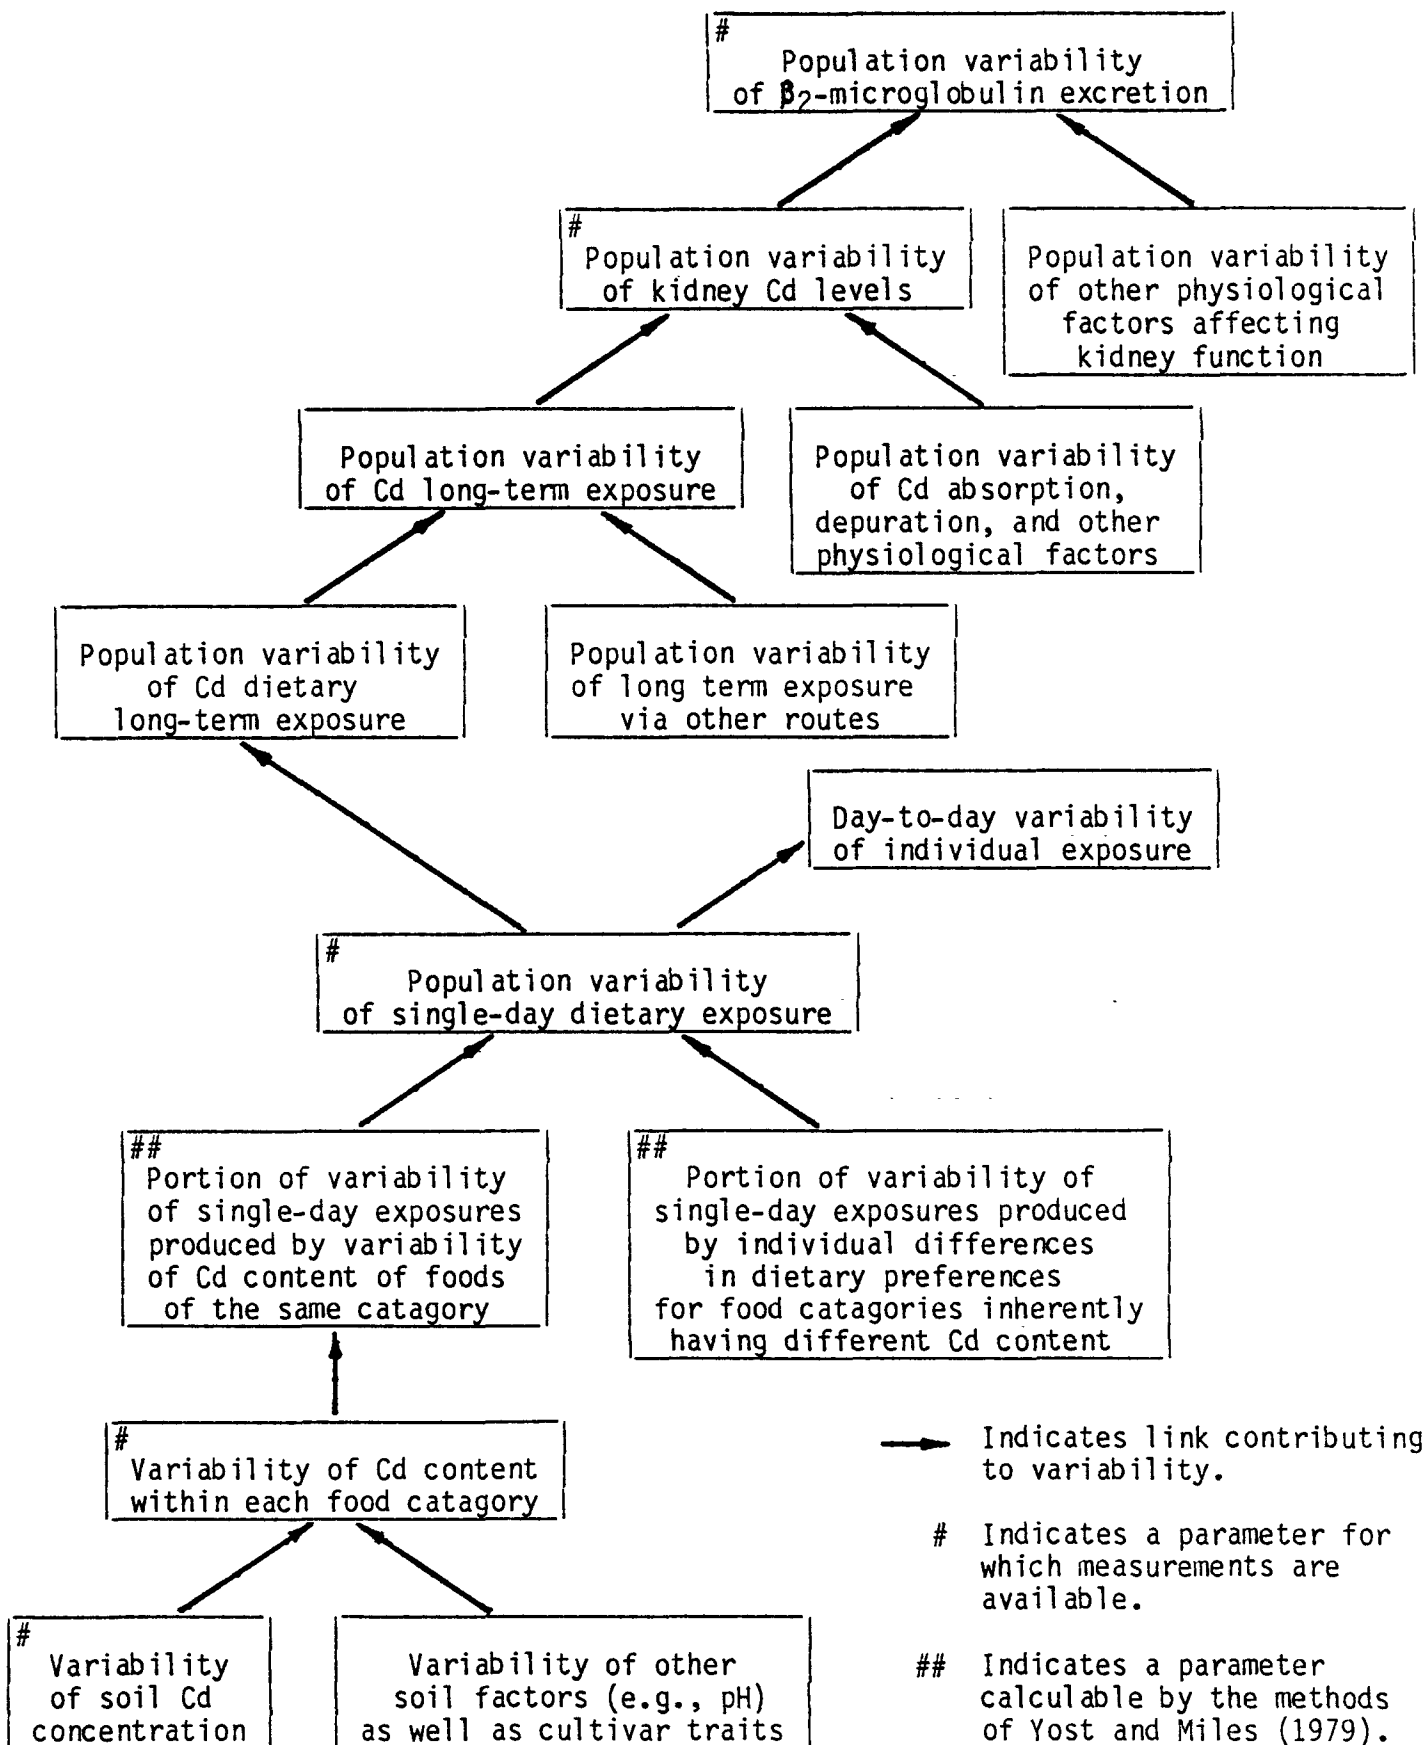 #
Population variability
of β2-microglobulin excretion
#
Population variability
of kidney Cd levels
Population variability
of other physiological
factors affecting
kidney function
Population variability
of Cd long-term exposure
Population variability
of Cd absorption,
depuration, and other
physiological factors
Population variability
of Cd dietary
long-term exposure
Population variability
of long term exposure
via other routes
Day-to-day variability
of individual exposure
#
Population variability
of single-day dietary exposure
##
Portion of variability
of single-day exposures
produced by variability
of Cd content of foods
of the same catagory
##
Portion of variability of
single-day exposures produced
by individual differences
in dietary preferences
for food catagories inherently
having different Cd content
#
Variability of Cd content
within each food catagory
#
Variability
of soil Cd
concentration
Variability of other
soil factors (e.g., pH)
as well as cultivar traits
Indicates link contributing
to variability.
# Indicates a parameter for
which measurements are
available.
## Indicates a parameter
calculable by the methods
of Yost and Miles (1979).